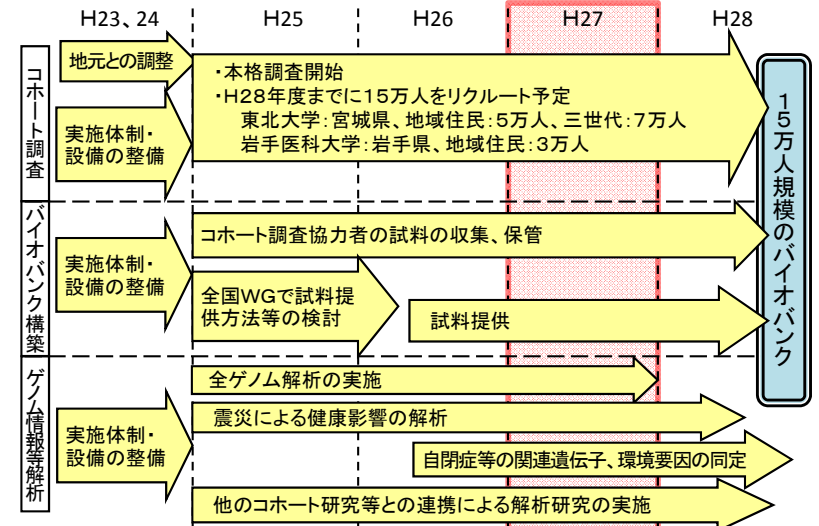 H23、24
H25
H26
H27
H28
コホート調査
地元との調整
実施体制・
設備の整備
・本格調査開始
・H28年度までに15万人をリクルート予定
東北大学：宮城県、地域住民：5万人、三世代：7万人
岩手医科大学：岩手県、地域住民：3万人
15万人規模のバイオバンク
バイオバンク構築
実施体制・
設備の整備
コホート調査協力者の試料の収集、保管
全国WGで試料提
供方法等の検討
試料提供
ゲノム情報等解析
実施体制・
設備の整備
全ゲノム解析の実施
震災による健康影響の解析
自閉症等の関連遺伝子、環境要因の同定
他のコホート研究等との連携による解析研究の実施